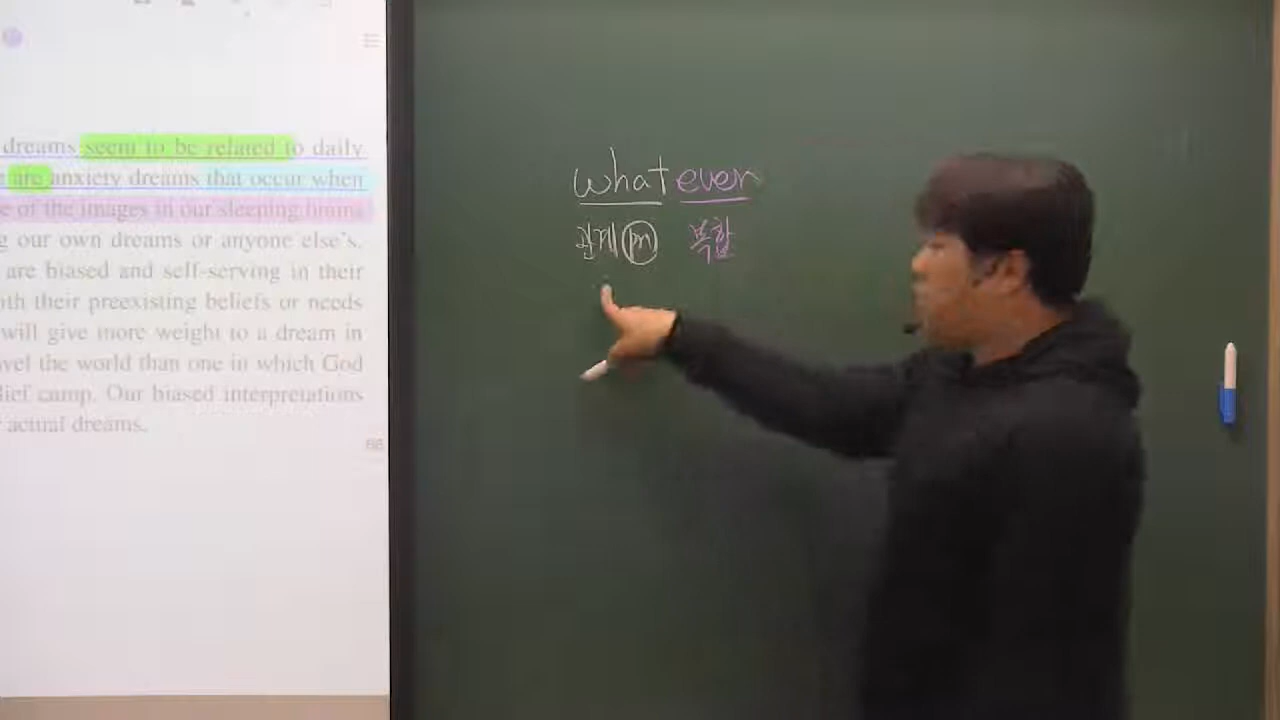 dreams seem to be related to daily
are anxiety dreams that occur when
e of the images in our sleeping brains
g our own dreams or anyone else's.
are biased and self-serving in their
ith their preexisting beliefs or needs
will give more weight to a dream in
avel the world than one in which God
lief camp. Our biased interpretations
actual dreams.
66
whatever
관계 복합